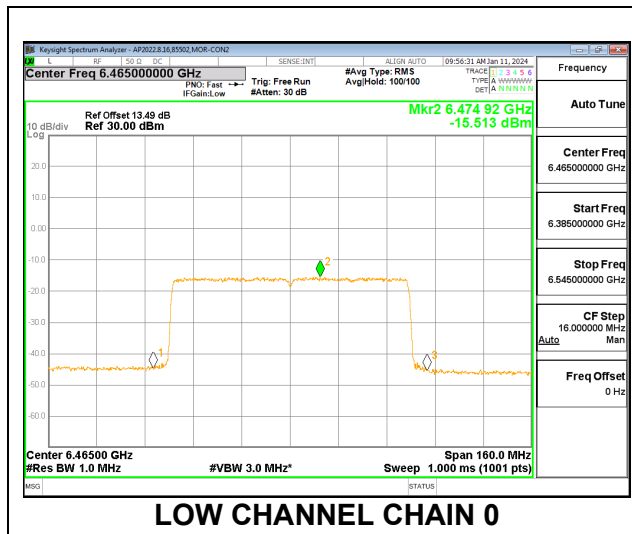 Keysight Spectrum Analyzer - AP2022.8.16,85502,MOR-CON2
L RF 50 Ω DC SENSE:INT ALIGN AUTO 09:56:31 AM Jan 11, 2024
Center Freq 6.465000000 GHz
PNO: Fast
IFGain:Low
Trig: Free Run
#Atten: 30 dB
#Avg Type: RMS
Avg|Hold: 100/100
TRACE 1 2 3 4 5 6
TYPE A WWWWW
DET A N N N N N
Frequency
Auto Tune
Center Freq
6.465000000 GHz
Start Freq
6.385000000 GHz
Stop Freq
6.545000000 GHz
CF Step
16.000000 MHz
Auto Man
Freq Offset
0 Hz
Mkr2 6.474 92 GHz
-15.513 dBm
Ref Offset 13.49 dB
10 dB/div Ref 30.00 dBm
Log
20.0
10.0
0.00
-10.0
-20.0
-30.0
-40.0
-50.0
-60.0
2
1
3
Center 6.46500 GHz Span 160.0 MHz
#Res BW 1.0 MHz #VBW 3.0 MHz* Sweep 1.000 ms (1001 pts)
MSG STATUS
LOW CHANNEL CHAIN 0